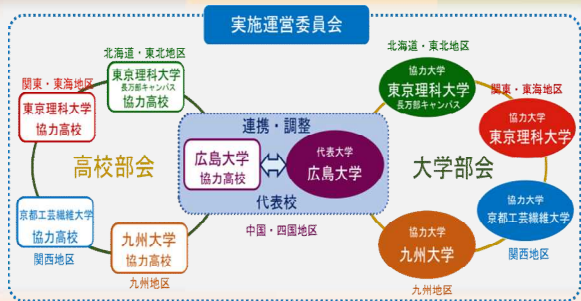 実施運営委員会
北海道・東北地区
東京理科大学
長万部キャンパス
協力高校
関東・東海地区
東京理科大学
協力高校
高校部会
京都工芸繊維大学
協力高校
関西地区
九州大学
協力高校
九州地区
連携・調整
広島大学
協力高校
代表大学
広島大学
代表校
中国・四国地区
北海道・東北地区
協力大学
東京理科大学
長万部キャンパス
関東・東海地区
協力大学
東京理科大学
大学部会
協力大学
京都工芸繊維大学
関西地区
協力大学
九州大学
九州地区